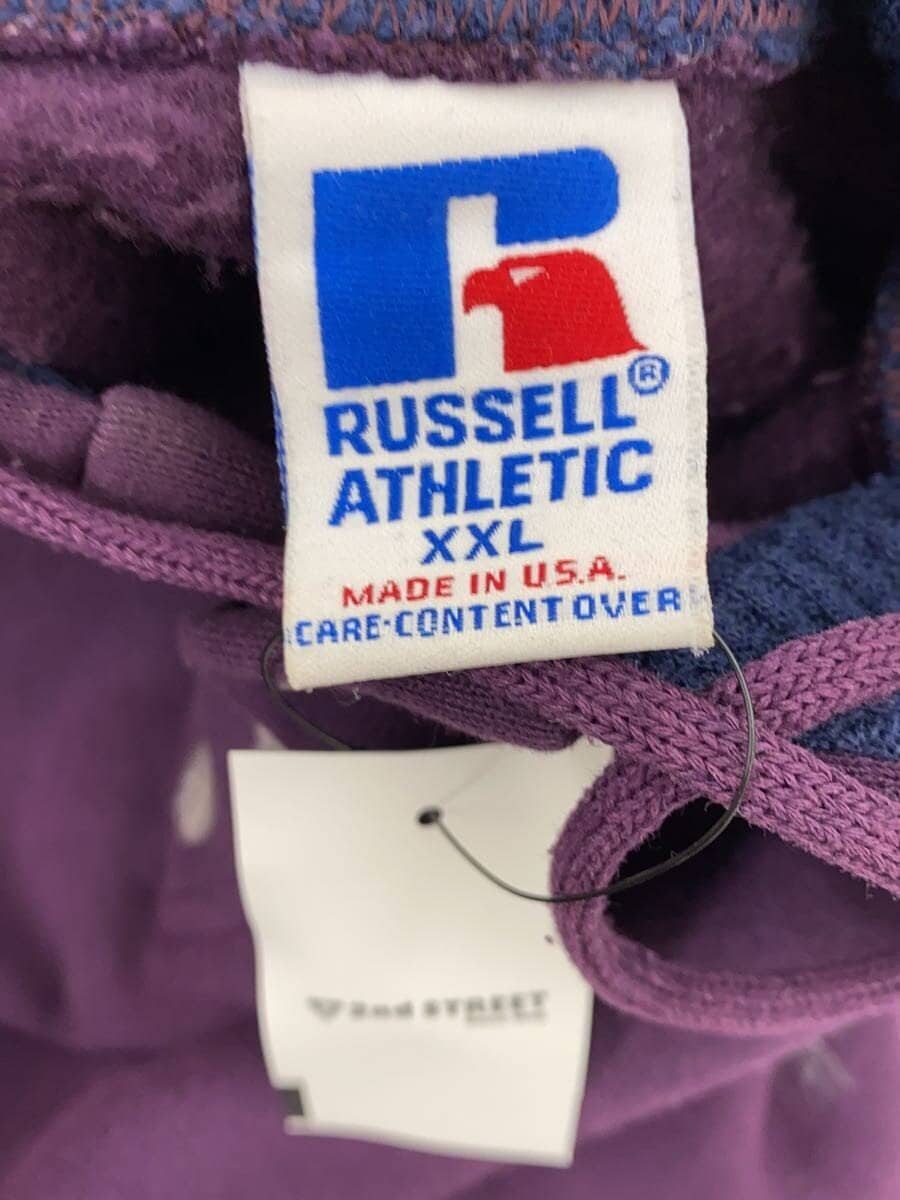 ®
RUSSELL
ATHLETIC
XXL
MADE IN U.S.A.
CARE·CONTENT OVER
2nd STREET